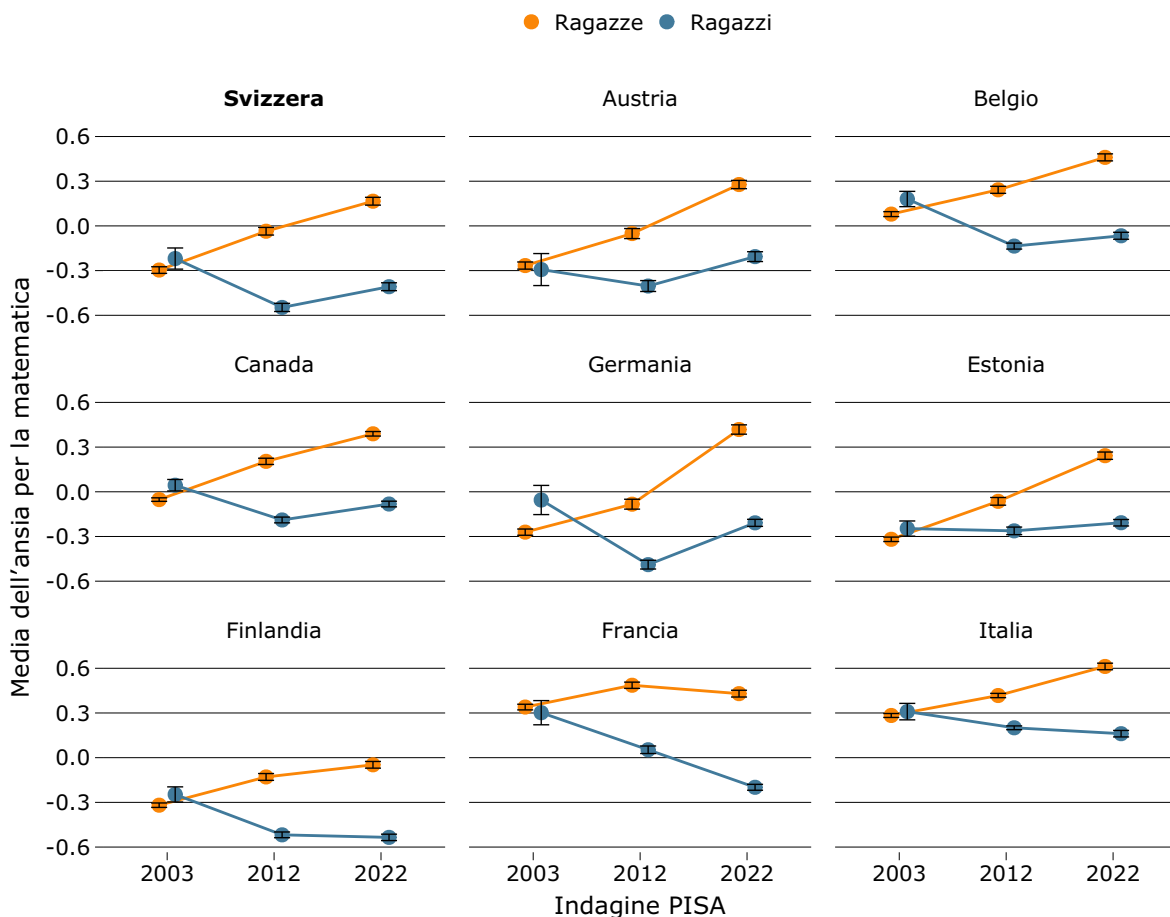 Ragazze Ragazzi
Svizzera Austria Belgio
0.6
0.3
0.0
-0.3
-0.6
Canada Germania Estonia
0.6
0.3
0.0
-0.3
-0.6
Finlandia Francia Italia
0.6
0.3
0.0
-0.3
-0.6
2003 2012 2022 2003 2012 2022 2003 2012 2022
Indagine PISA
Media dell'ansia per la matematica